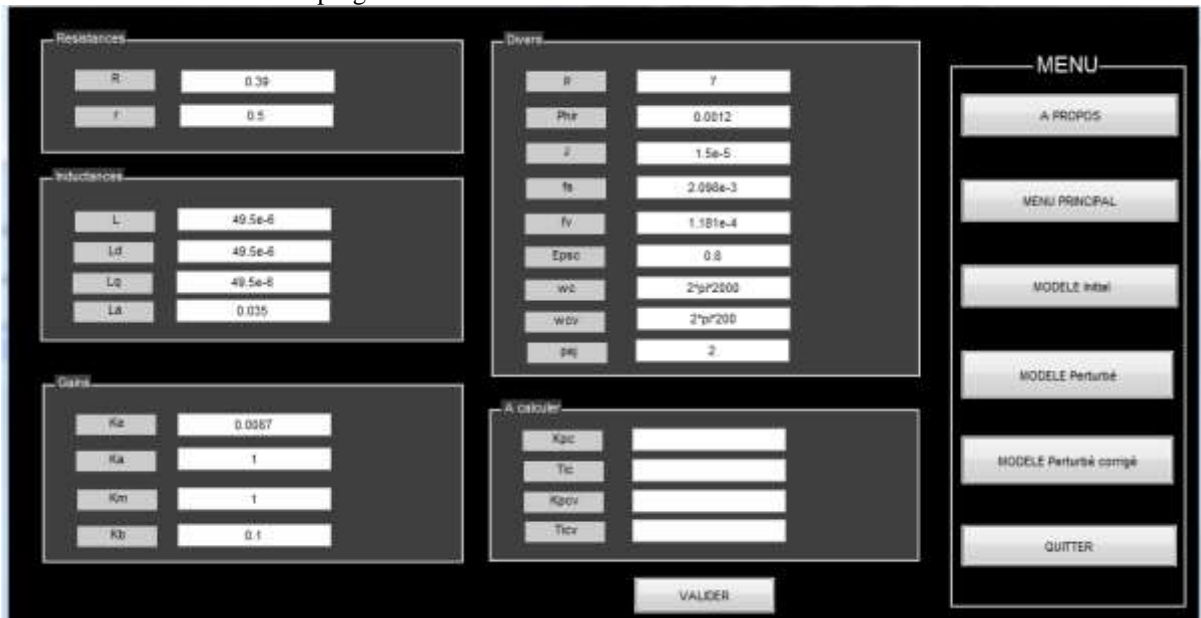 Resistances
R 0.39
r 0.5
Inductances
L 49.5e-6
Ld 49.5e-6
Lq 49.5e-6
La 0.035
Gains
Ke 0.0067
Ka 1
Km 1
Kb 0.1
Divers
p 7
Phir 0.0012
J 1.5e-5
fs 2.098e-3
fv 1.181e-4
Epsc 0.8
wc 2*pi*2000
wcv 2*pi*200
paj 2
A calculer
Kpc
Tic
Kpcv
Ticv
VALIDER
MENU
A PROPOS
MENU PRINCIPAL
MODELE Initial
MODELE Perturbé
MODELE Perturbé corrigé
QUITTER